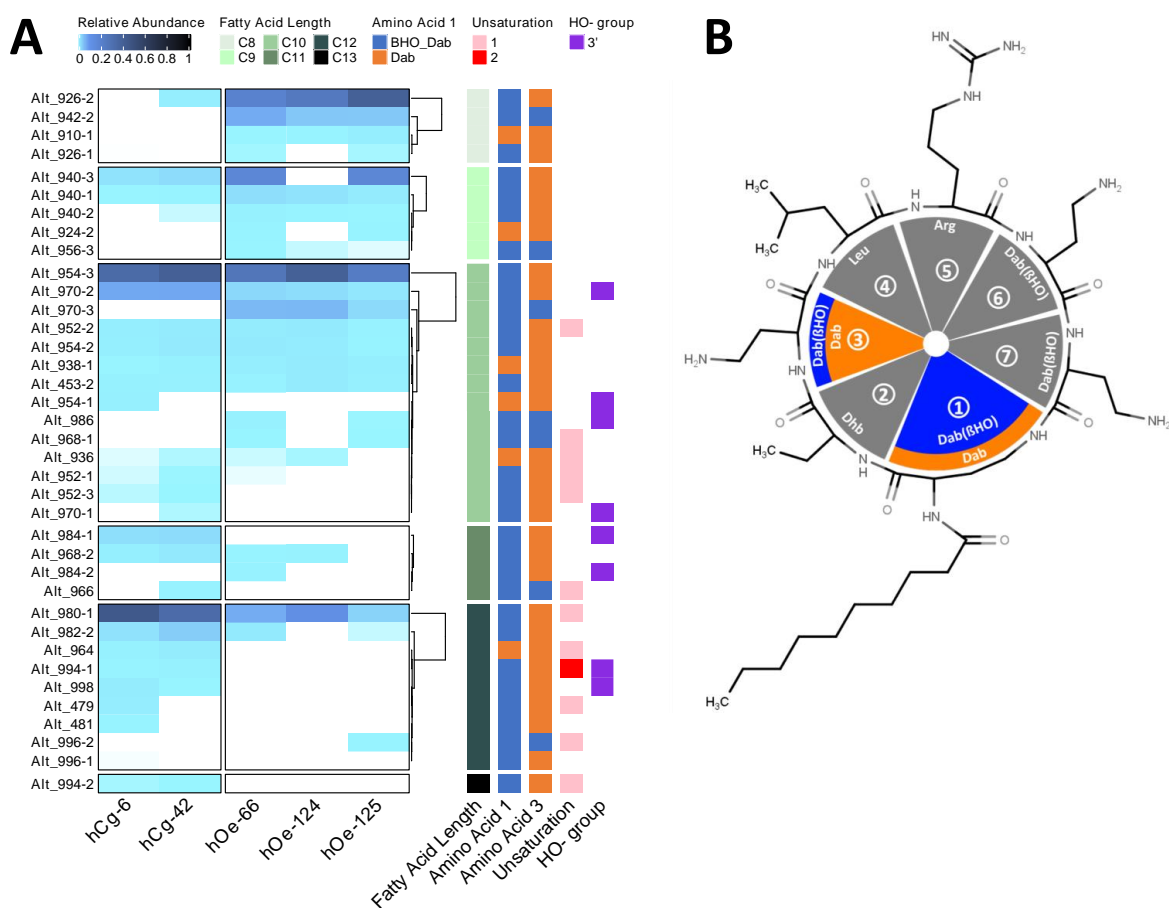 A
Relative Abundance
0 0.2 0.4 0.6 0.8 1
Fatty Acid Length
C8 C10 C12
C9 C11 C13
Amino Acid 1
BHO_Dab
Dab
Unsaturation
1
2
HO- group
3'
Alt_926-2
Alt_942-2
Alt_910-1
Alt_926-1
Alt_940-3
Alt_940-1
Alt_940-2
Alt_924-2
Alt_956-3
Alt_954-3
Alt_970-2
Alt_970-3
Alt_952-2
Alt_954-2
Alt_938-1
Alt_453-2
Alt_954-1
Alt_986
Alt_968-1
Alt_936
Alt_952-1
Alt_952-3
Alt_970-1
Alt_984-1
Alt_968-2
Alt_984-2
Alt_966
Alt_980-1
Alt_982-2
Alt_964
Alt_994-1
Alt_998
Alt_479
Alt_481
Alt_996-2
Alt_996-1
Alt_994-2
hCg-6
hCg-42
hOe-66
hOe-124
hOe-125
Fatty Acid Length
Amino Acid 1
Amino Acid 3
Unsaturation
HO- group
B
HN
NH₂
NH
H₃C
O
H
N
O
NH₂
H₃C
NH
Arg
⑤
Leu
④
Dab(ßHO)
⑥
NH
O
O
Dab(ßHO)
Dab
③
Dab(ßHO)
⑦
NH
H₂N
HN
Dhb
②
①
Dab(ßHO)
Dab
O
NH
O
NH₂
H₃C
N
H
O
HN
O
H₃C